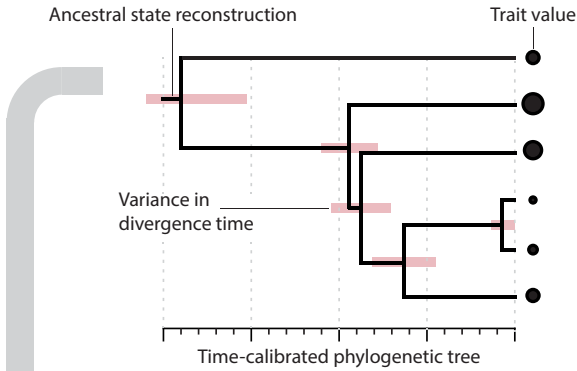 Ancestral state reconstruction
Trait value
Variance in
divergence time
Time-calibrated phylogenetic tree